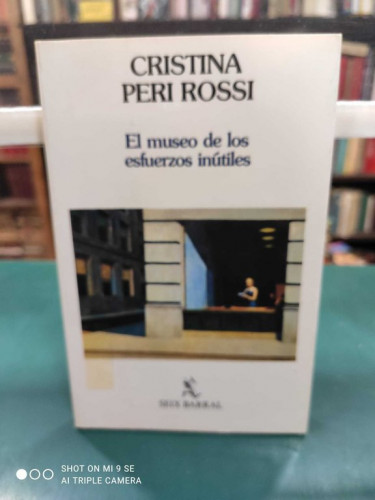 CRISTINA
PERI ROSSI
El museo de los
esfuerzos inútiles
SEIX BARRAL
SHOT ON MI 9 SE
AI TRIPLE CAMERA